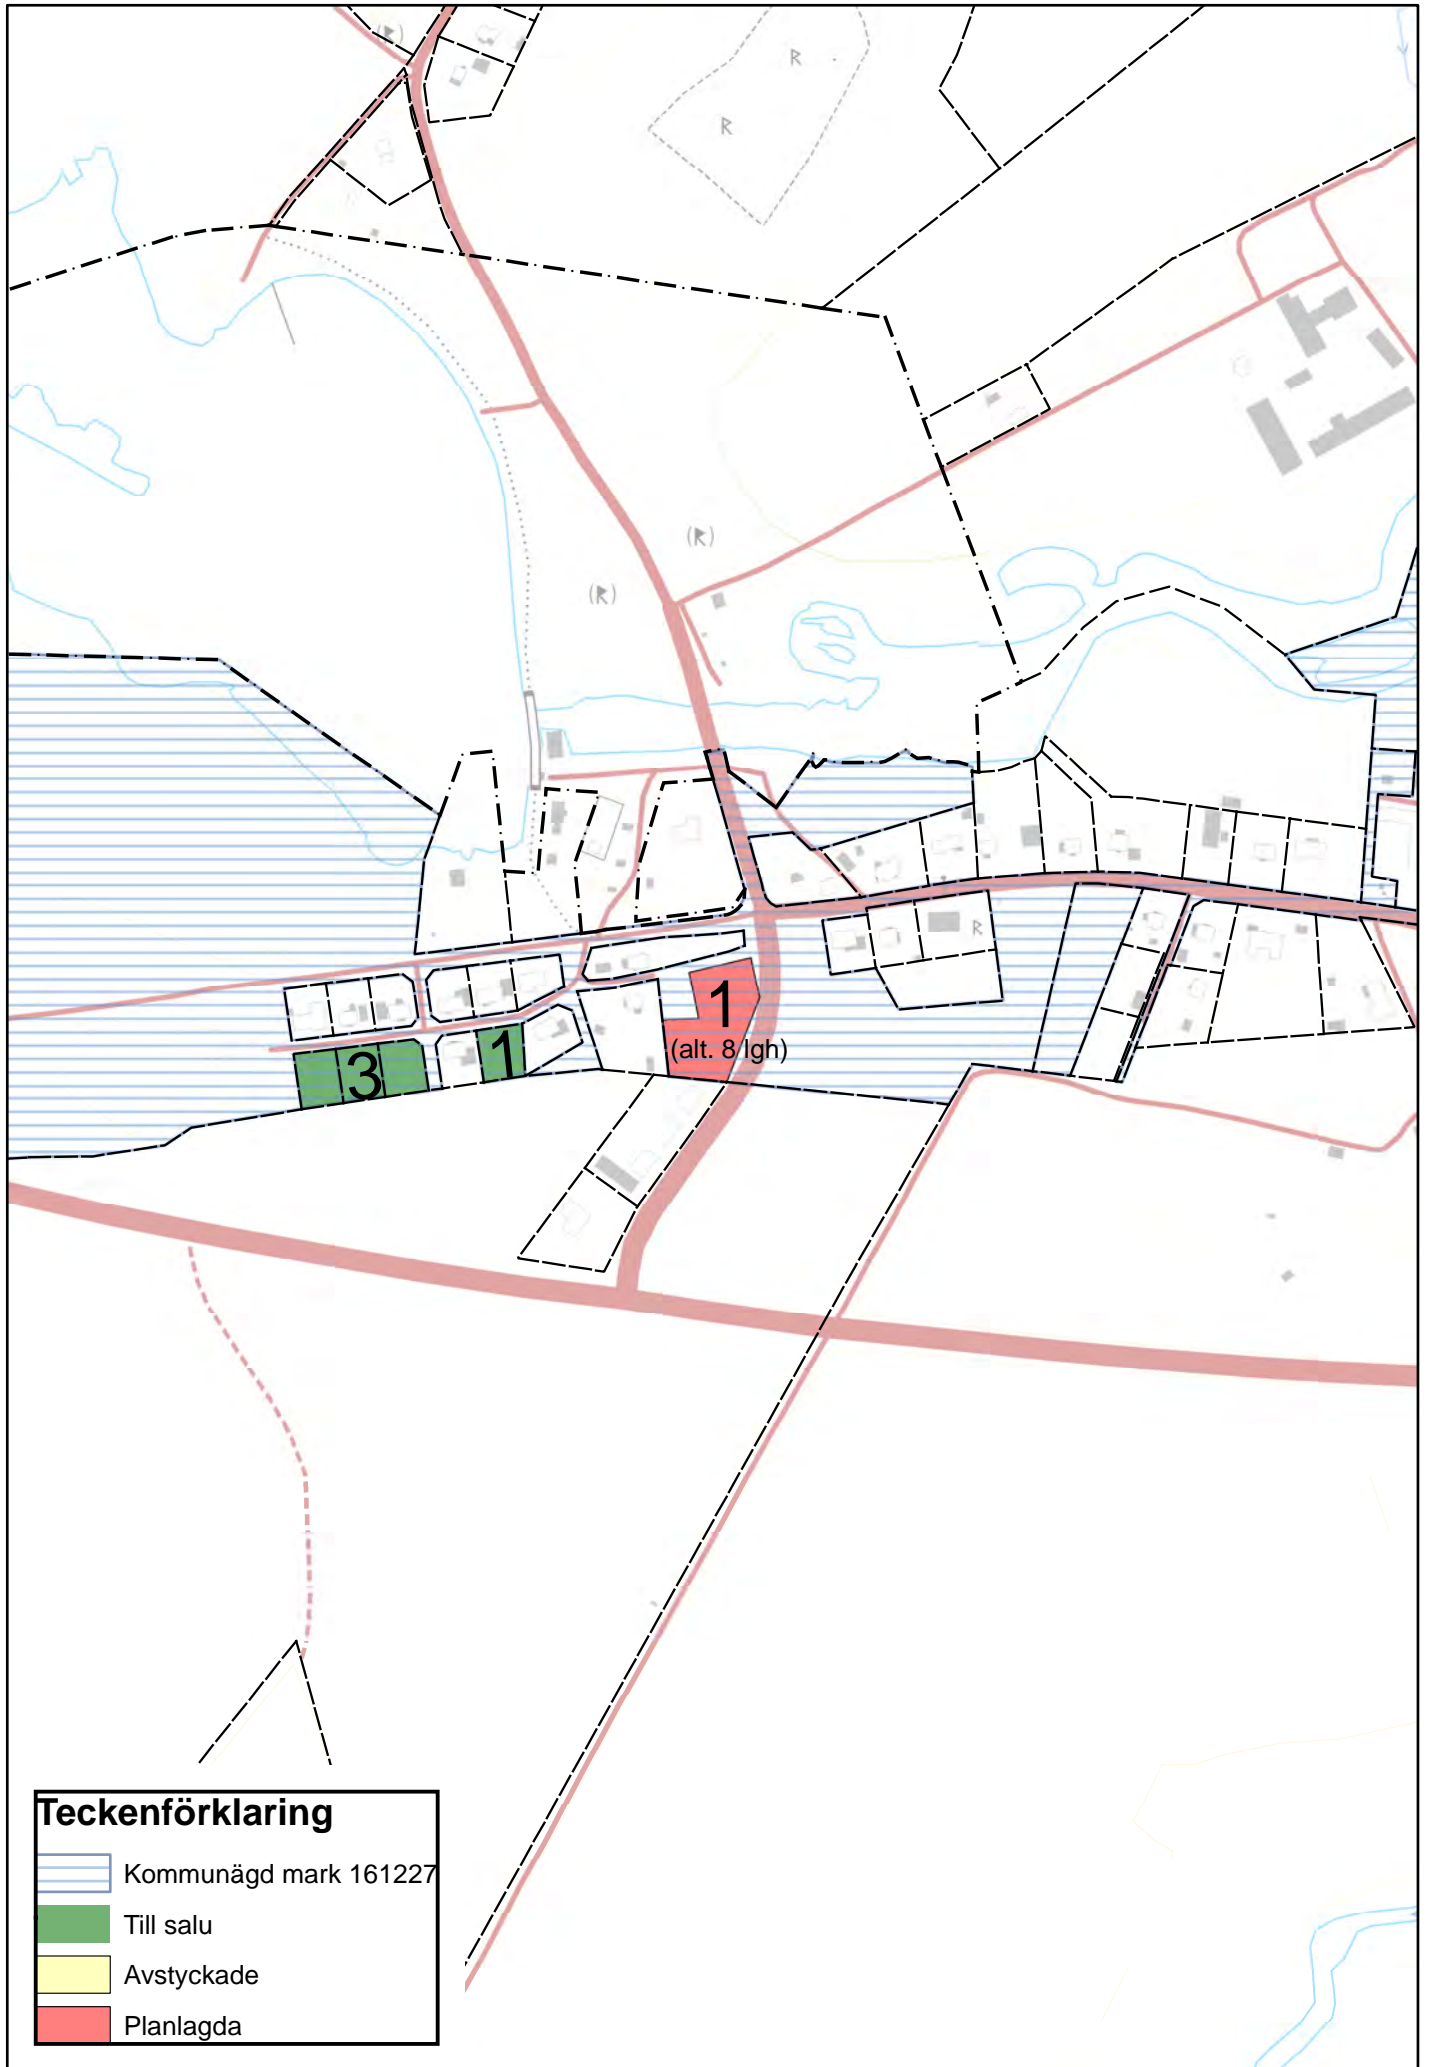 (R)
R
R
(R)
(R)
R
1
(alt. 8 lgh)
3
1
Teckenförklaring
Kommunägd mark 161227
Till salu
Avstyckade
Planlagda